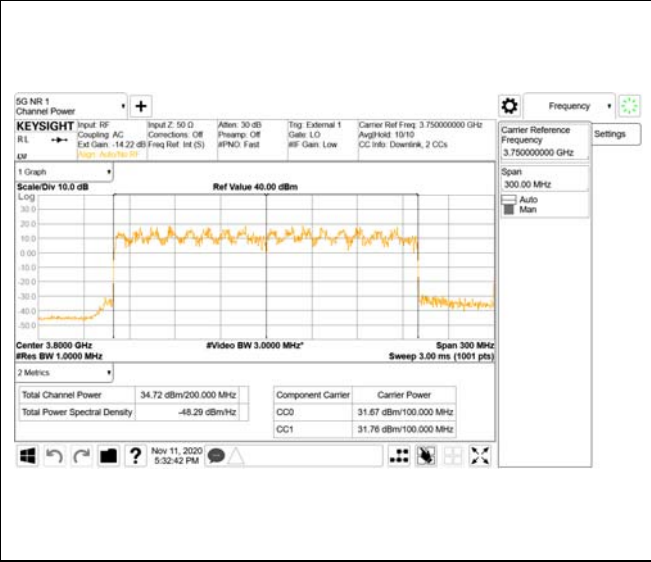 5G NR 1
Channel Power
Frequency
KEYSIGHT
RL
Input: RF
Coupling: AC
Ext Gain: -14.22 dB
Align: Auto/No RF
Input Z: 50 Ω
Corrections: Off
Freq Ref: Int (S)
Atten: 30 dB
Preamp: Off
#PNO: Fast
Trig: External 1
Gate: LO
#IF Gain: Low
Carrier Ref Freq: 3.750000000 GHz
Avg|Hold: 10/10
CC Info: Downlink, 2 CCs
Carrier Reference
Frequency
3.750000000 GHz
Settings
Span
300.00 MHz
Auto
Man
1 Graph
Scale/Div 10.0 dB
Ref Value 40.00 dBm
Log
30.0
20.0
10.0
0.00
-10.0
-20.0
-30.0
-40.0
-50.0
Center 3.8000 GHz
#Video BW 3.0000 MHz*
Span 300 MHz
#Res BW 1.0000 MHz
Sweep 3.00 ms (1001 pts)
2 Metrics
Total Channel Power 34.72 dBm/200.000 MHz
Total Power Spectral Density -48.29 dBm/Hz
Component Carrier Carrier Power
CC0 31.67 dBm/100.000 MHz
CC1 31.76 dBm/100.000 MHz
Nov 11, 2020
5:32:42 PM